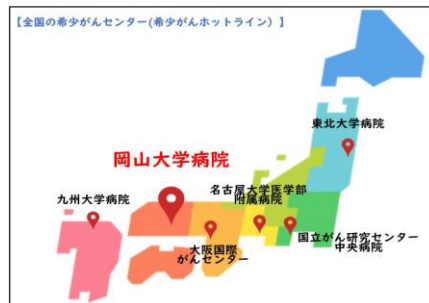 【全国の希少がんセンター(希少がんホットライン）】
東北大学病院
岡山大学病院
名古屋大学医学部
附属病院
九州大学病院
国立がん研究センター
中央病院
大阪国際
がんセンター